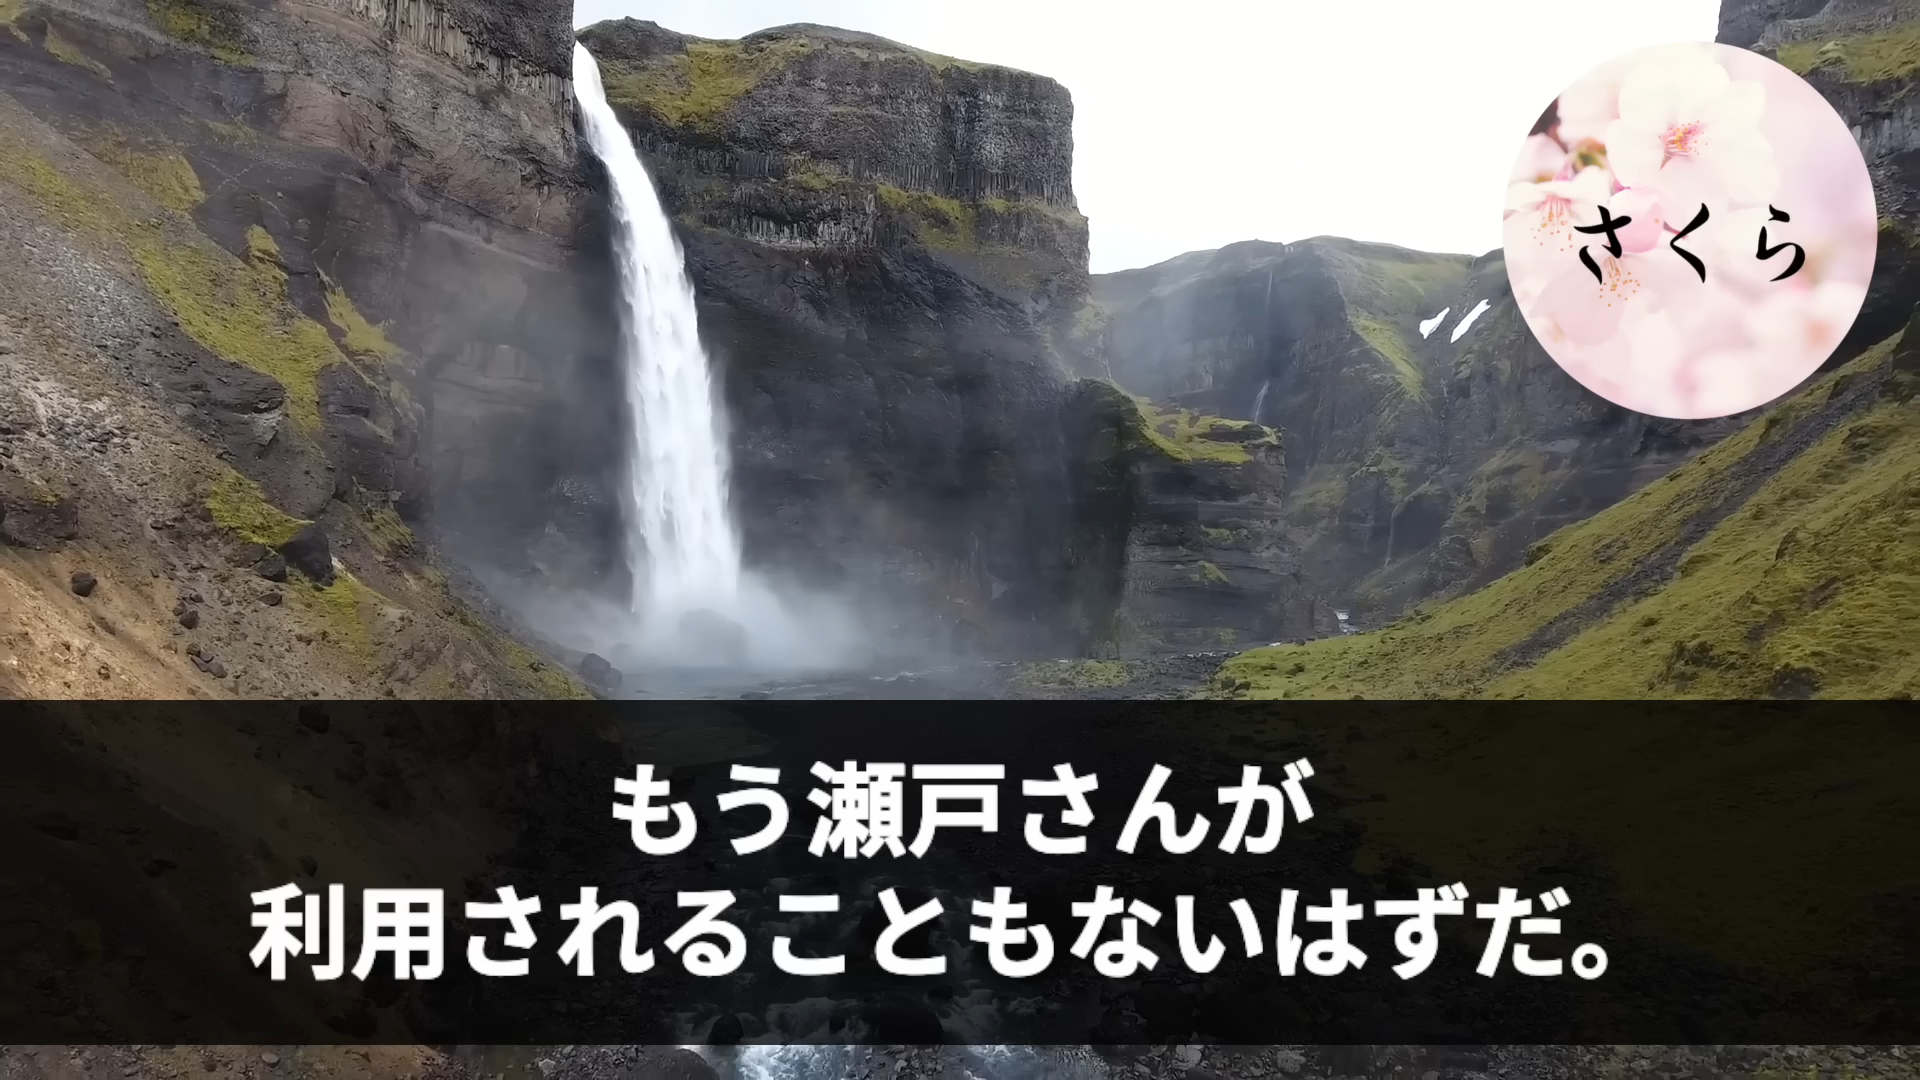 さくら
もう瀬戸さんが
利用されることもないはずだ。